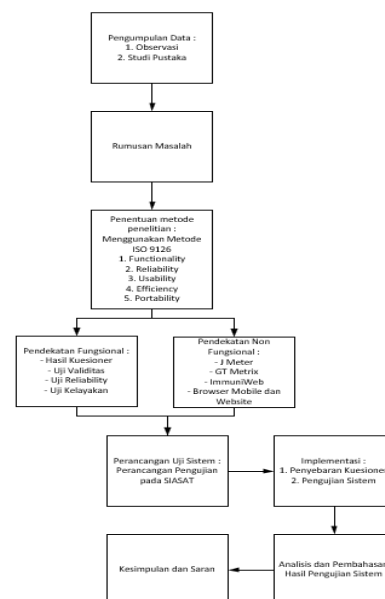 Pengumpulan Data :
1. Observasi
2. Studi Pustaka
Rumusan Masalah
Penentuan metode
penelitian :
Menggunakan Metode
ISO 9126
1. Functionality
2. Reliability
3. Usability
4. Efficiency
5. Portability
Pendekatan Fungsional :
- Hasil Kuesioner
- Uji Validitas
- Uji Reliability
- Uji Kelayakan
Pendekatan Non
Fungsional :
- J Meter
- GT Metrix
- ImmuniWeb
- Browser Mobile dan
Website
Perancangan Uji Sistem :
Perancangan Pengujian
pada SIASAT
Implementasi :
1. Penyebaran Kuesioner
2. Pengujian Sistem
Kesimpulan dan Saran
Analisis dan Pembahasan
Hasil Pengujian Sistem